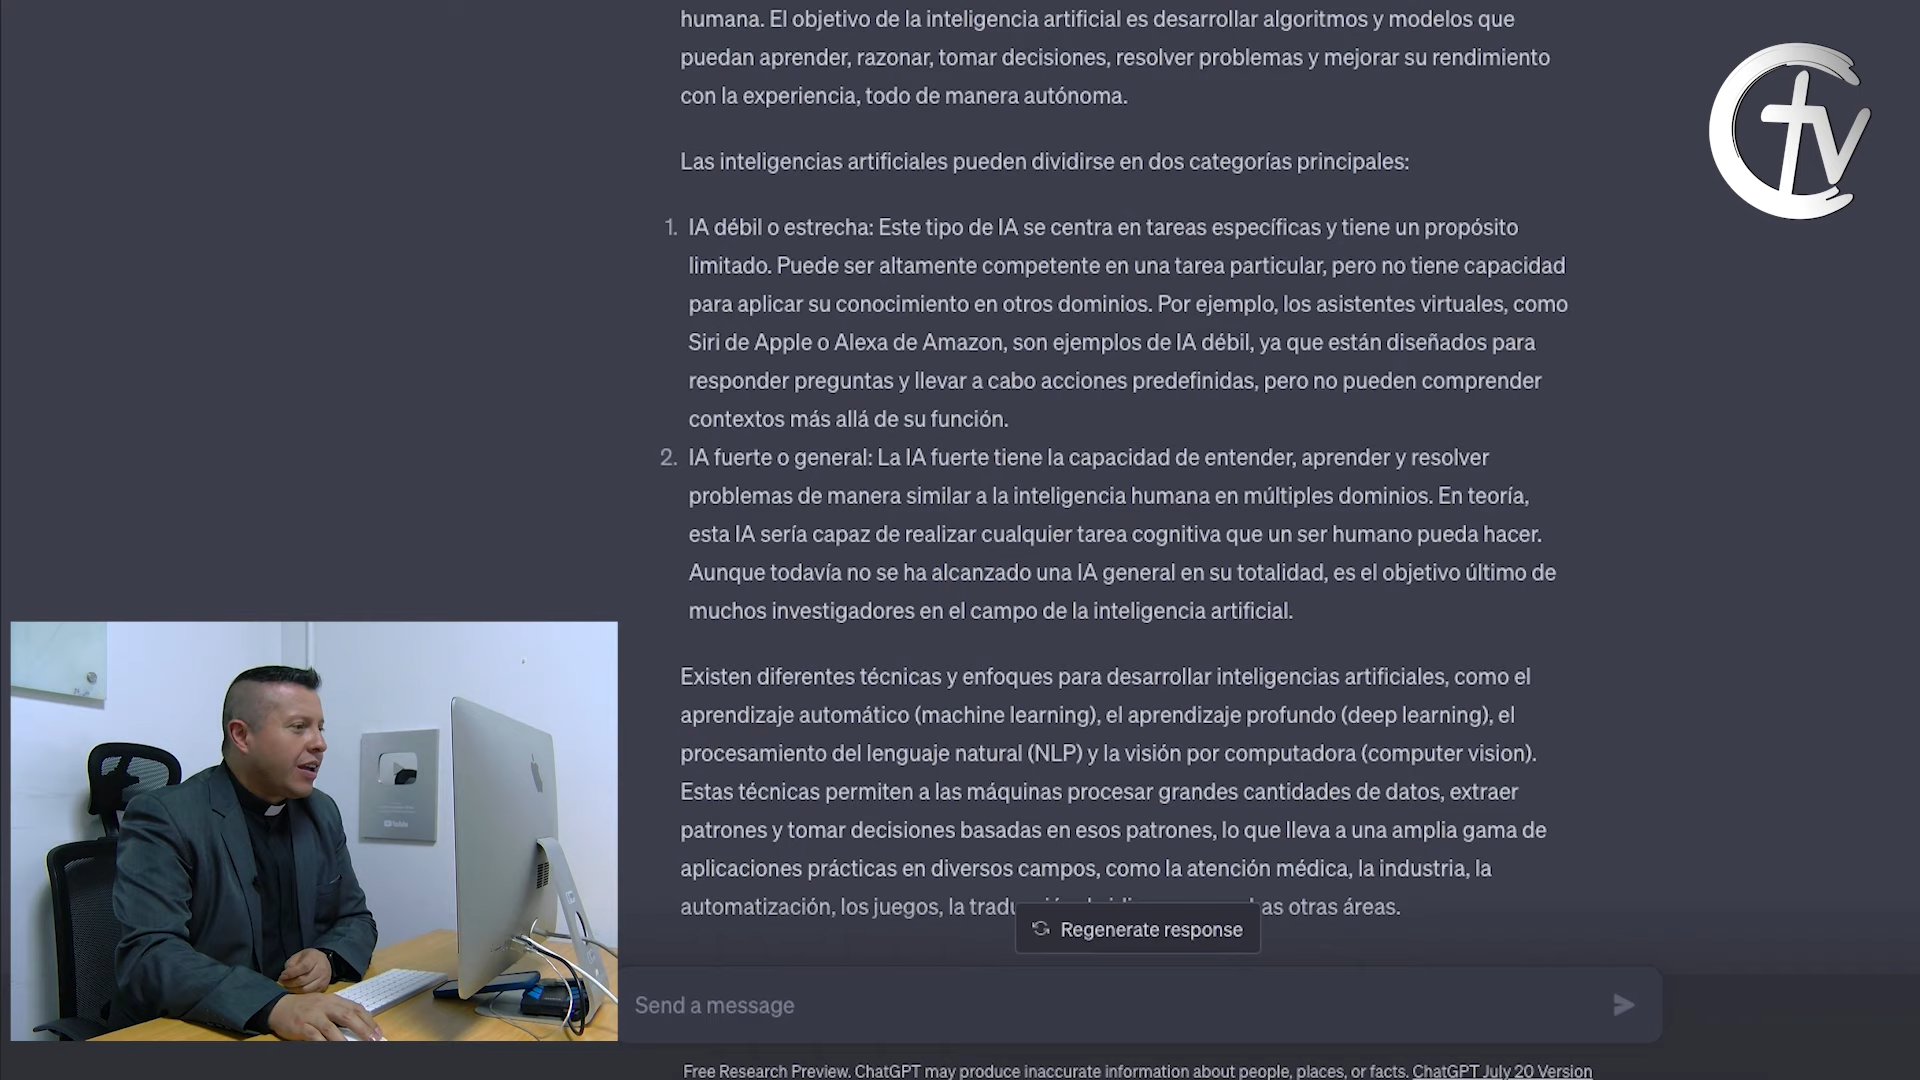 humana. El objetivo de la inteligencia artificial es desarrollar algoritmos y modelos que
puedan aprender, razonar, tomar decisiones, resolver problemas y mejorar su rendimiento
con la experiencia, todo de manera autónoma.
Las inteligencias artificiales pueden dividirse en dos categorías principales:
1. IA débil o estrecha: Este tipo de IA se centra en tareas específicas y tiene un propósito
limitado. Puede ser altamente competente en una tarea particular, pero no tiene capacidad
para aplicar su conocimiento en otros dominios. Por ejemplo, los asistentes virtuales, como
Siri de Apple o Alexa de Amazon, son ejemplos de IA débil, ya que están diseñados para
responder preguntas y llevar a cabo acciones predefinidas, pero no pueden comprender
contextos más allá de su función.
2. IA fuerte o general: La IA fuerte tiene la capacidad de entender, aprender y resolver
problemas de manera similar a la inteligencia humana en múltiples dominios. En teoría,
esta IA sería capaz de realizar cualquier tarea cognitiva que un ser humano pueda hacer.
Aunque todavía no se ha alcanzado una IA general en su totalidad, es el objetivo último de
muchos investigadores en el campo de la inteligencia artificial.
Existen diferentes técnicas y enfoques para desarrollar inteligencias artificiales, como el
aprendizaje automático (machine learning), el aprendizaje profundo (deep learning), el
procesamiento del lenguaje natural (NLP) y la visión por computadora (computer vision).
Estas técnicas permiten a las máquinas procesar grandes cantidades de datos, extraer
patrones y tomar decisiones basadas en esos patrones, lo que lleva a una amplia gama de
aplicaciones prácticas en diversos campos, como la atención médica, la industria, la
automatización, los juegos, la otras áreas.
Regenerate response
Send a message
Free Research Preview. ChatGPT may produce inaccurate information about people, places, or facts. ChatGPT July 20 Version
CTV
YouTube